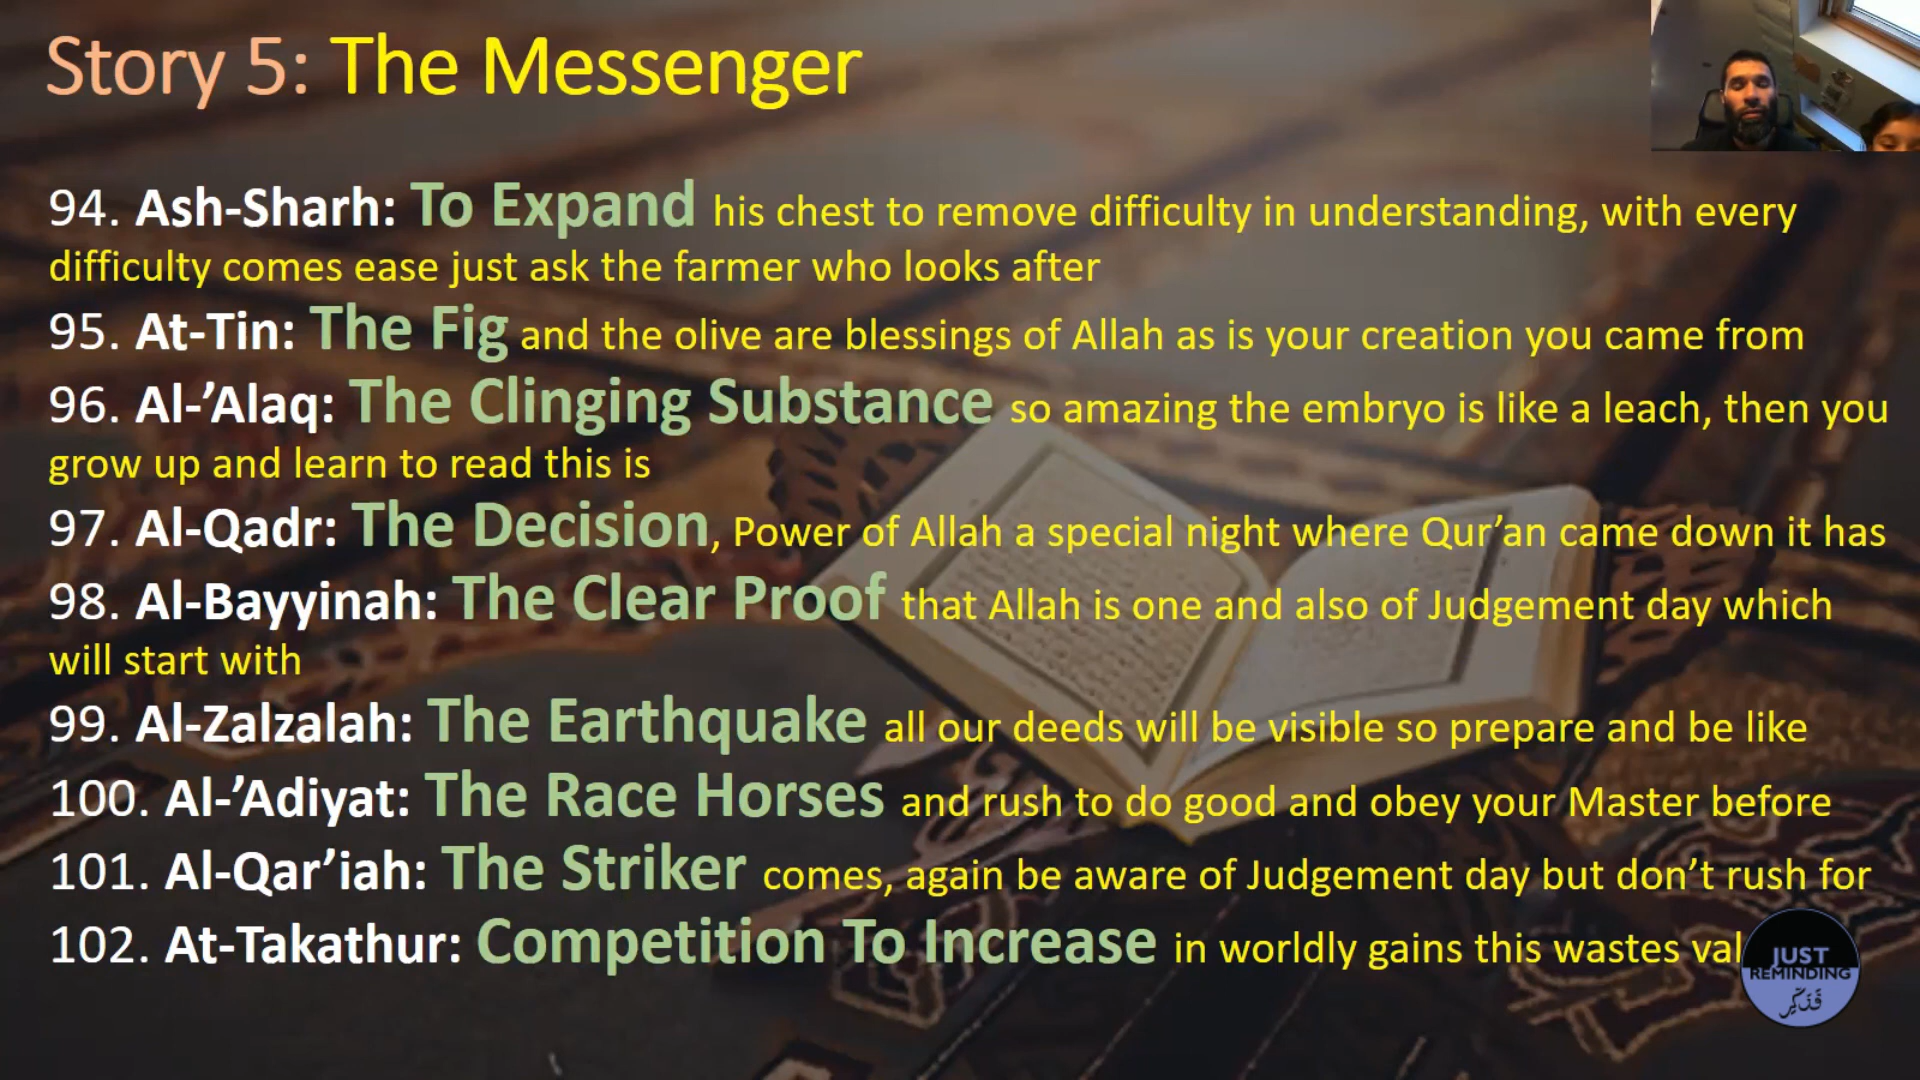 Story 5: The Messenger
94. Ash-Sharh: To Expand his chest to remove difficulty in understanding, with every
difficulty comes ease just ask the farmer who looks after
95. At-Tin: The Fig and the olive are blessings of Allah as is your creation you came from
96. Al-’Alaq: The Clinging Substance so amazing the embryo is like a leach, then you
grow up and learn to read this is
97. Al-Qadr: The Decision, Power of Allah a special night where Qur’an came down it has
98. Al-Bayyinah: The Clear Proof that Allah is one and also of Judgement day which
will start with
99. Al-Zalzalah: The Earthquake all our deeds will be visible so prepare and be like
100. Al-’Adiyat: The Race Horses and rush to do good and obey your Master before
101. Al-Qar’iah: The Striker comes, again be aware of Judgement day but don’t rush for
102. At-Takathur: Competition To Increase in worldly gains this wastes val
JUST
REMINDING
فَذَكِّرْ